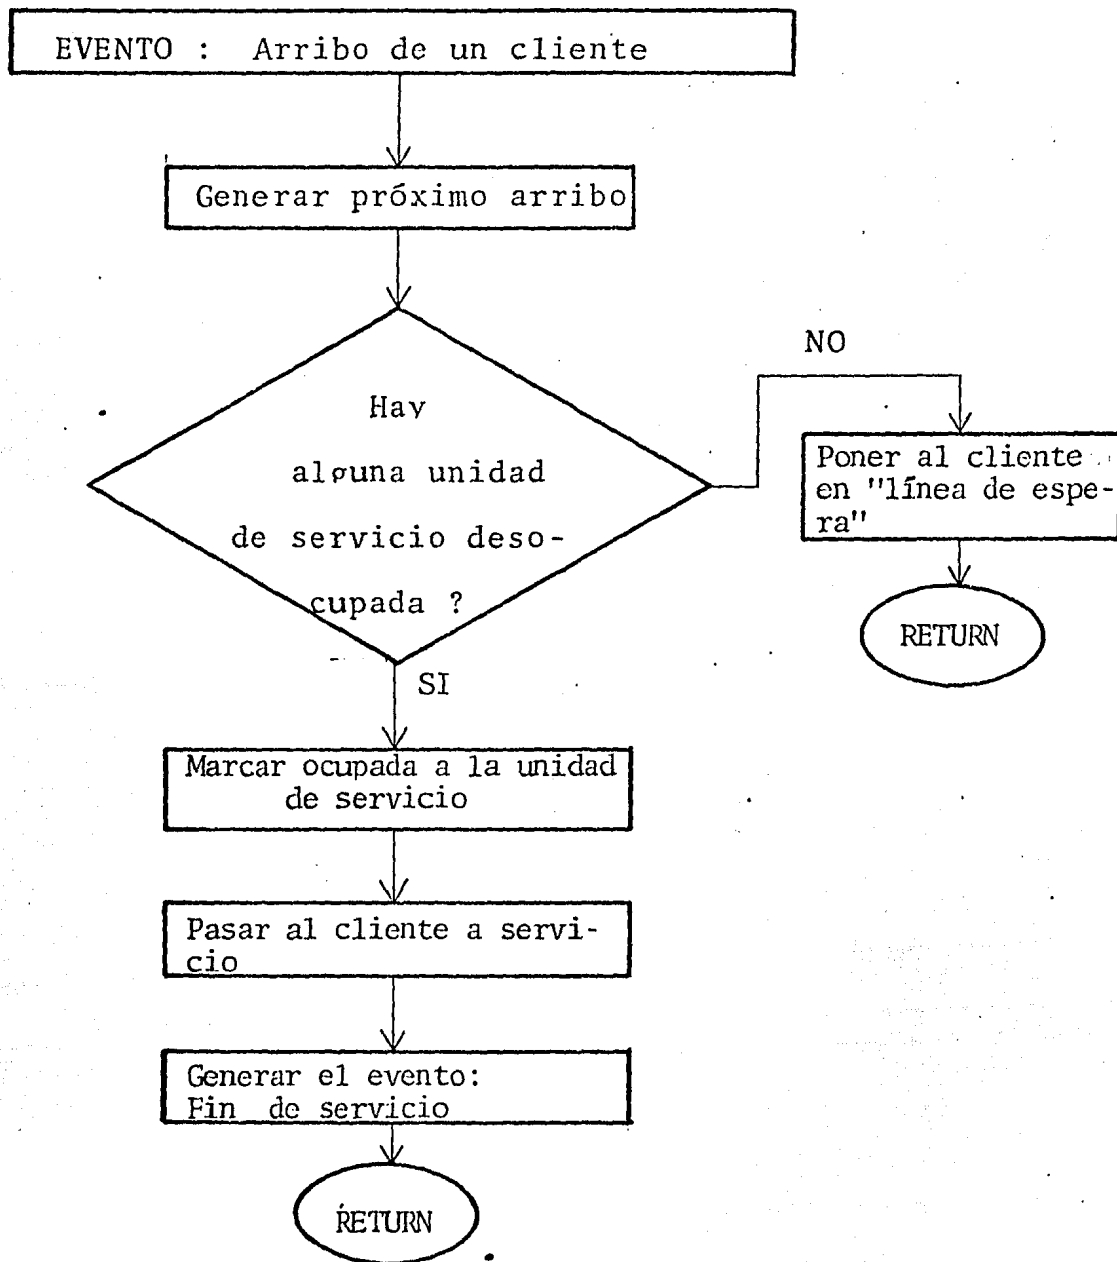 EVENTO : Arribo de un cliente
Generar próximo arribo
Hay
alguna unidad
de servicio deso-
cupada ?
NO
Poner al cliente
en "línea de espe-
ra"
RETURN
SI
Marcar ocupada a la unidad
de servicio
Pasar al cliente a servi-
cio
Generar el evento:
Fin de servicio
RETURN